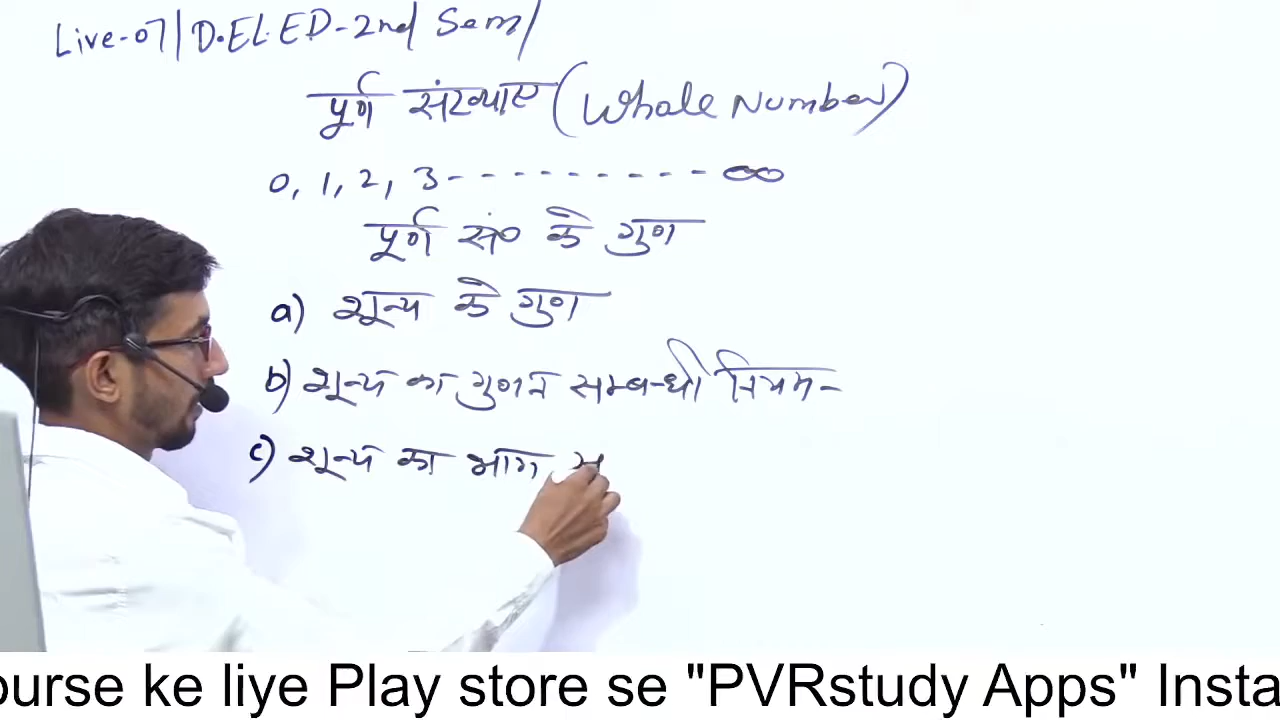 Live-07/D.EL.ED-2nd Sem/
पूर्ण संख्याए (Whole Number)
0, 1, 2, 3---------- ∞
पूर्ण सं० के गुण
a) शून्य के गुण
b) शून्य का गुणन सम्बन्धी नियम-
c) शून्य का भाग स
ourse ke liye Play store se "PVRstudy Apps" Insta